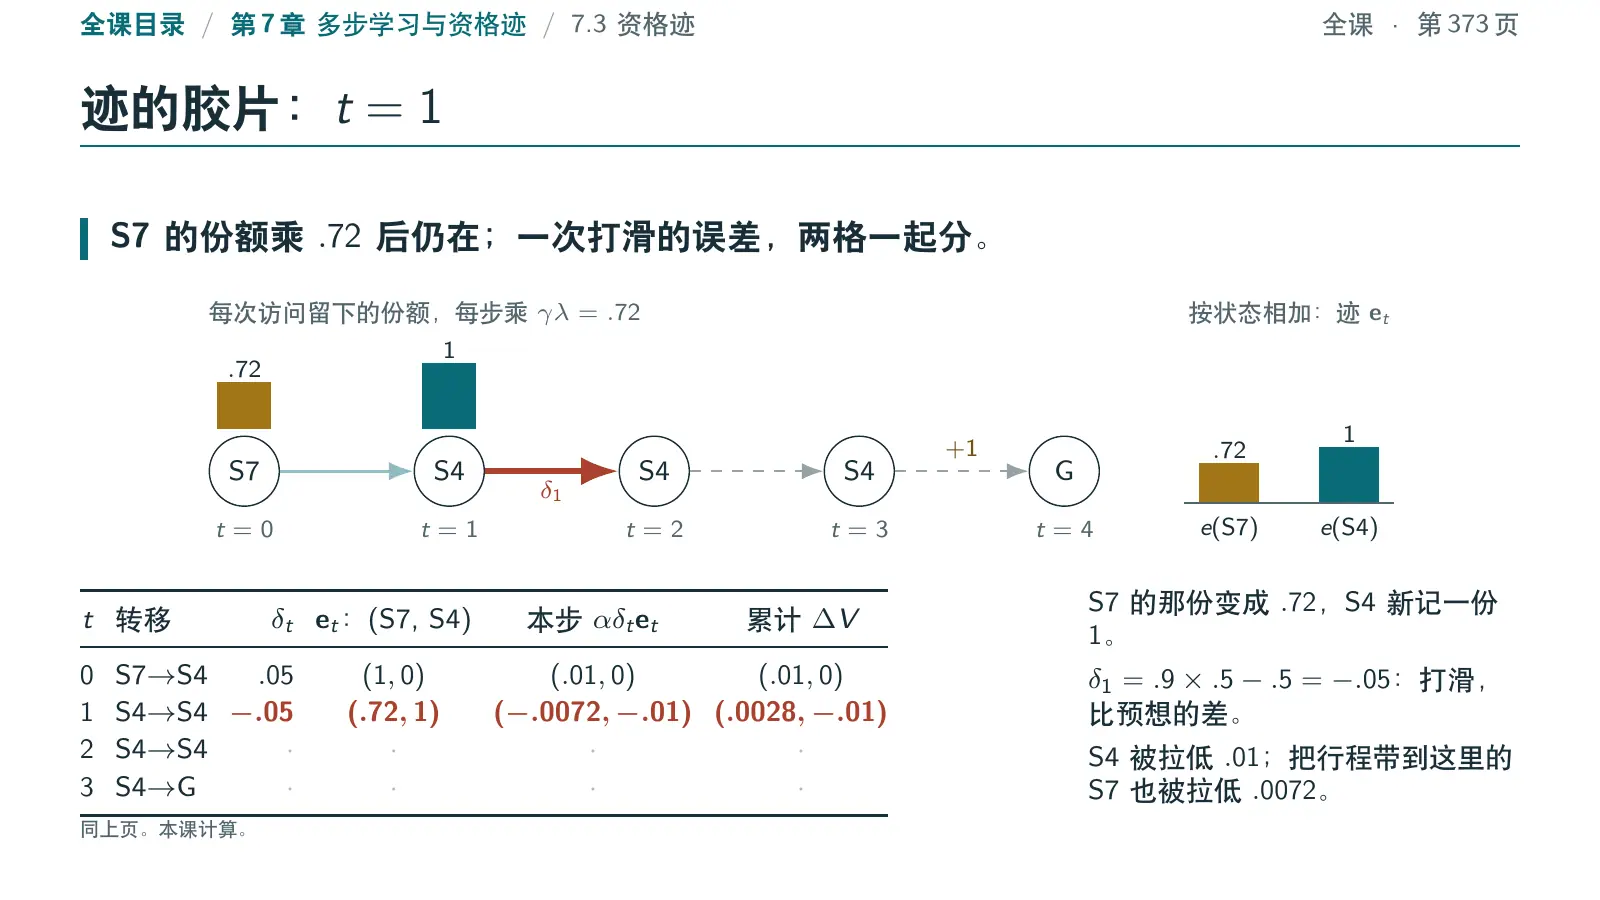 全课目录 / 第 7 章 多步学习与资格迹 / 7.3 资格迹
全课 · 第 373 页
迹的胶片：t = 1
S7 的份额乘 .72 后仍在；一次打滑的误差，两格一起分。
每次访问留下的份额，每步乘 γλ = .72
按状态相加：迹 e_t
.72 1
S7 S4 S4 S4 G
δ₁ +1
t = 0 t = 1 t = 2 t = 3 t = 4
.72 1
e(S7) e(S4)
t 转移 δ_t e_t：(S7, S4) 本步 αδ_t e_t 累计 ΔV
0 S7→S4 .05 (1, 0) (.01, 0) (.01, 0)
1 S4→S4 −.05 (.72, 1) (−.0072, −.01) (.0028, −.01)
2 S4→S4 · · · ·
3 S4→G · · · ·
同上页。本课计算。
S7 的那份变成 .72，S4 新记一份
1。
δ₁ = .9 × .5 − .5 = −.05：打滑，
比预想的差。
S4 被拉低 .01；把行程带到这里的
S7 也被拉低 .0072。